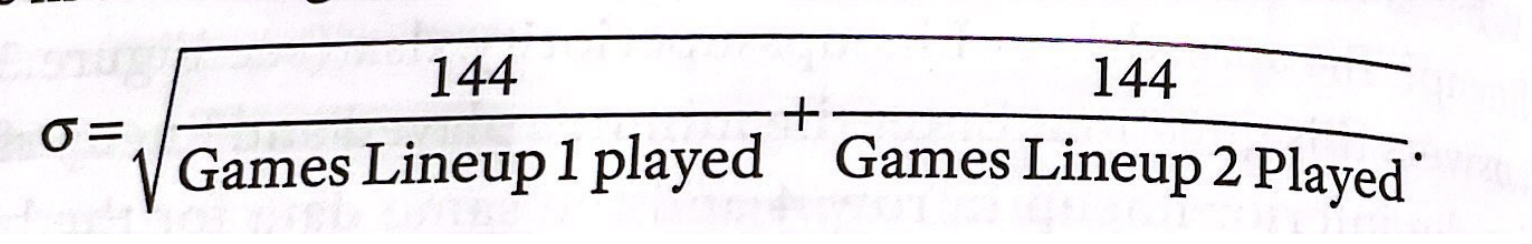 σ = √(144/Games Lineup 1 played + 144/Games Lineup 2 Played).